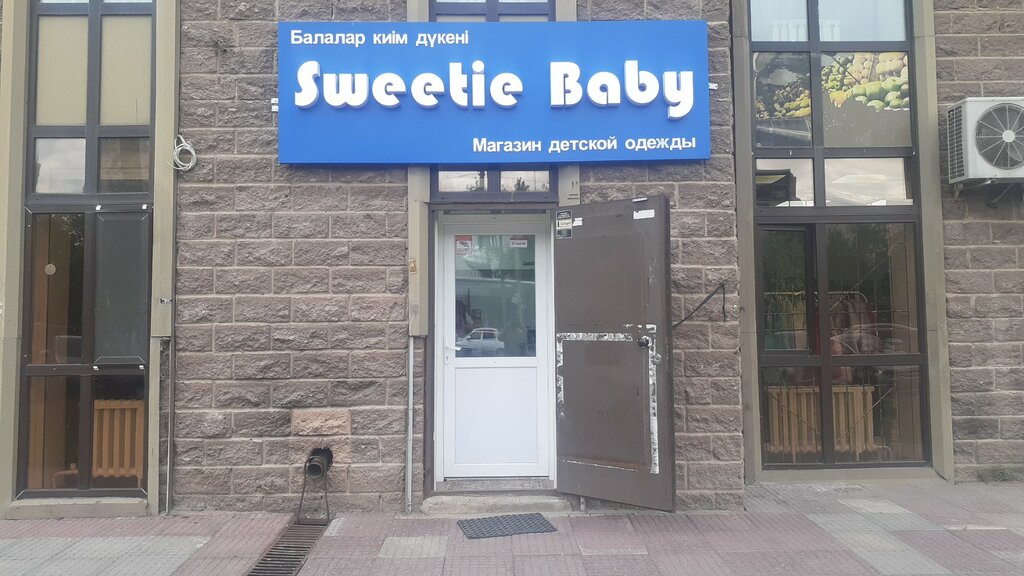 Балалар киім дүкені
Sweetie Baby
Магазин детской одежды